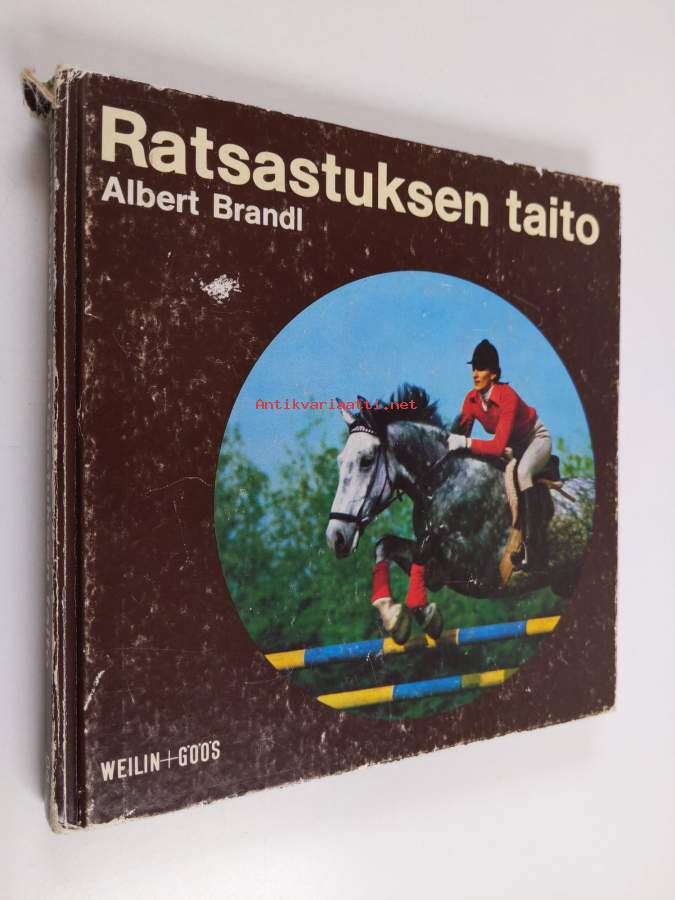 Ratsastuksen taito
Albert Brandl
Antikvariaatti.net
WEILIN+GÖÖS